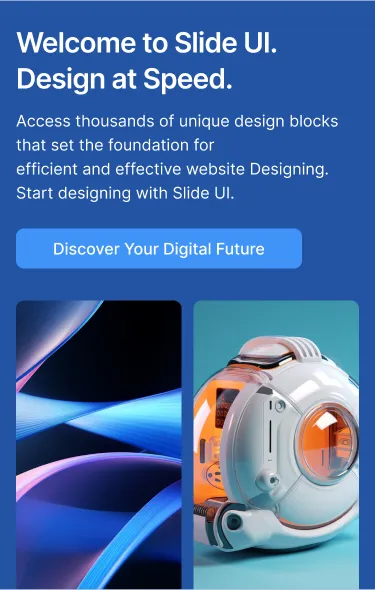 Welcome to Slide UI.
Design at Speed.
Access thousands of unique design blocks
that set the foundation for
efficient and effective website Designing.
Start designing with Slide UI.
Discover Your Digital Future